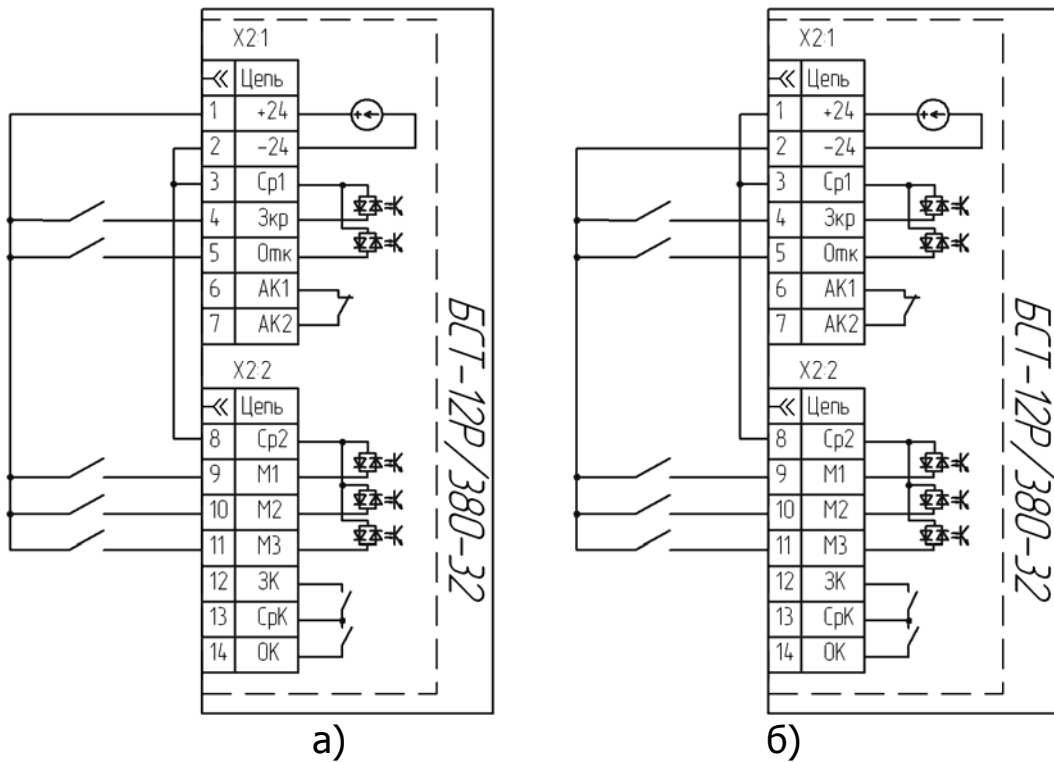 X2:1
Цепь
1 +24
2 -24
3 Ср1
4 Зкр
5 Отк
6 АК1
7 АК2
X2:2
Цепь
8 Ср2
9 М1
10 М2
11 М3
12 ЗК
13 СрК
14 ОК
БСТ-12Р/380-32
а)
X2:1
Цепь
1 +24
2 -24
3 Ср1
4 Зкр
5 Отк
6 АК1
7 АК2
X2:2
Цепь
8 Ср2
9 М1
10 М2
11 М3
12 ЗК
13 СрК
14 ОК
БСТ-12Р/380-32
б)